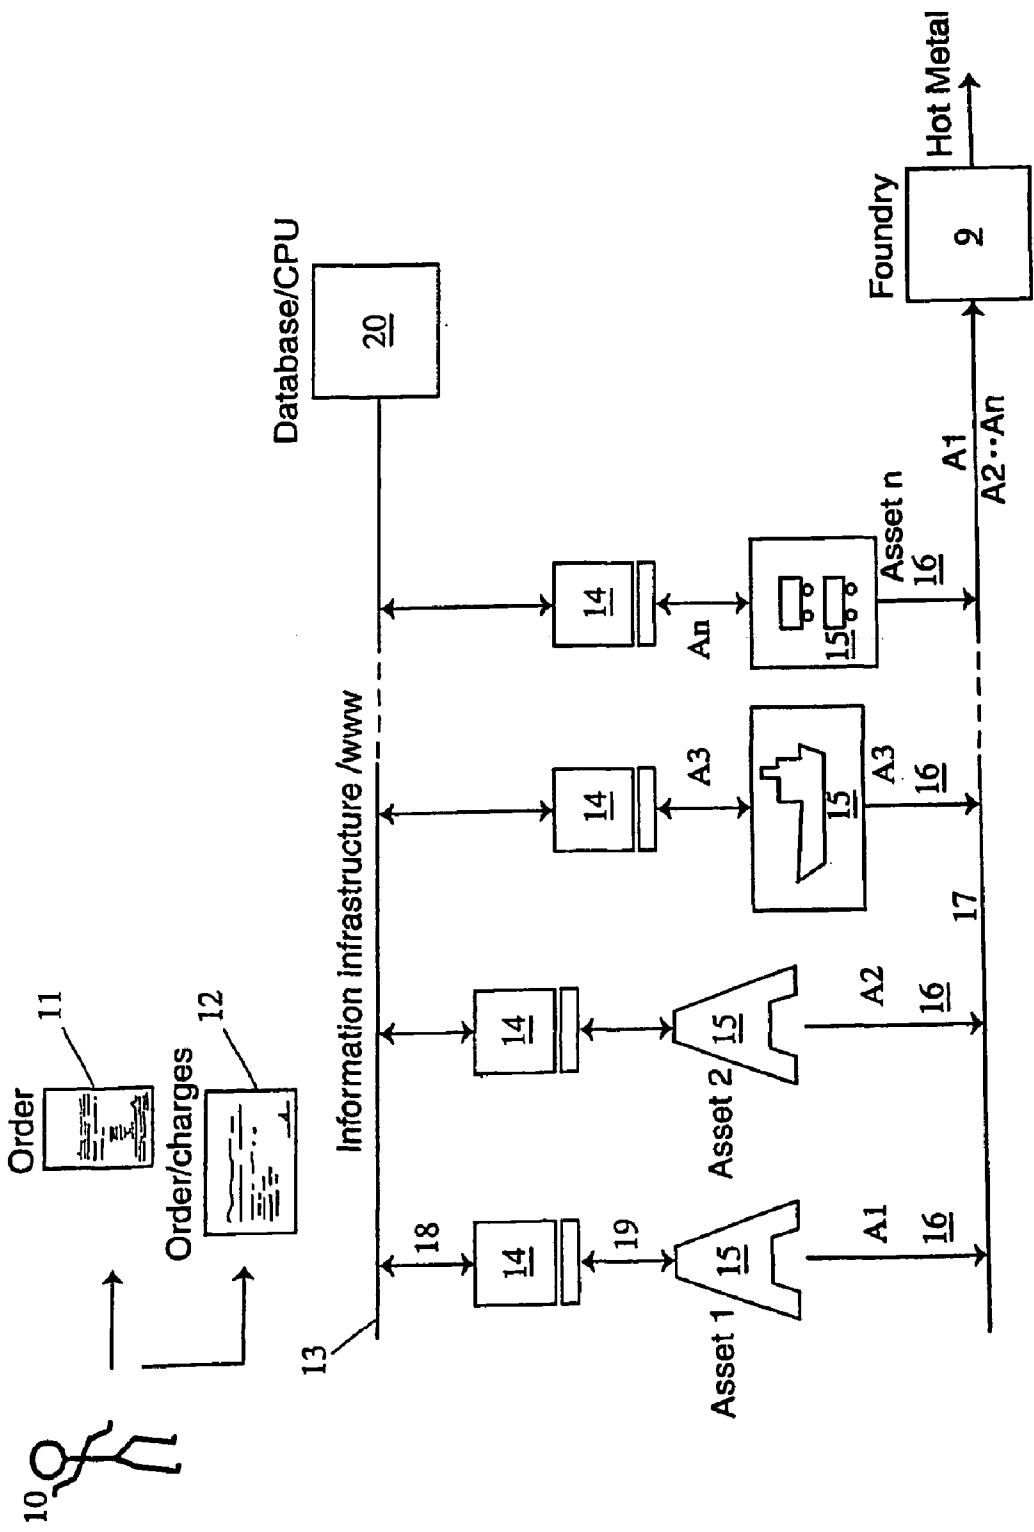 10
Order
11
Order/charges
12
13
Information infrastructure /www
Database/CPU
20
18
14
14
14
14
19
A3
An
Asset 1
15
Asset 2
15
15
15
A1
16
A2
16
A3
16
Asset n
16
17
A1
A2··An
Foundry
9
Hot Metal